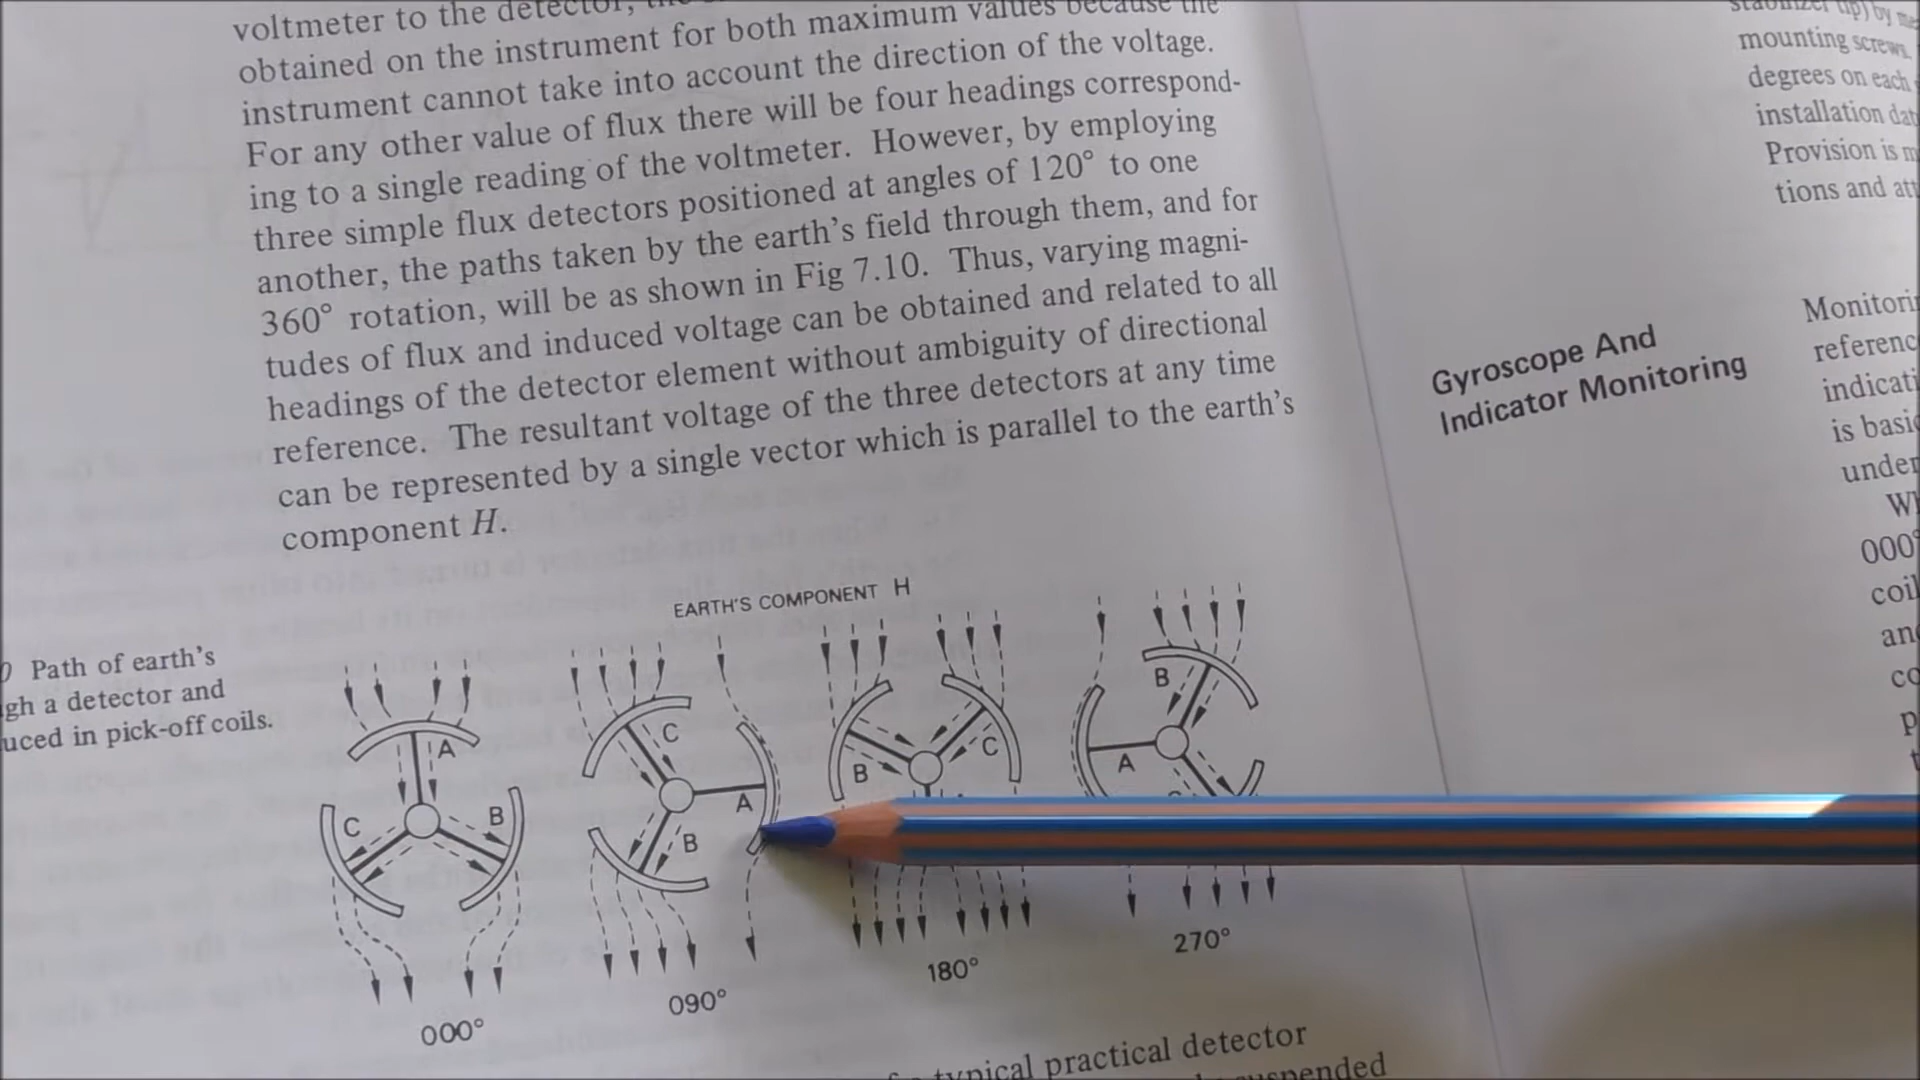 voltmeter to the detector,
obtained on the instrument for both maximum values because the
instrument cannot take into account the direction of the voltage.
For any other value of flux there will be four headings correspond-
ing to a single reading of the voltmeter. However, by employing
three simple flux detectors positioned at angles of 120° to one
another, the paths taken by the earth's field through them, and for
360° rotation, will be as shown in Fig 7.10. Thus, varying magni-
tudes of flux and induced voltage can be obtained and related to all
headings of the detector element without ambiguity of directional
reference. The resultant voltage of the three detectors at any time
can be represented by a single vector which is parallel to the earth's
component H.
Path of earth's
gh a detector and
uced in pick-off coils.
EARTH'S COMPONENT H
A
C
B
000°
C
A
B
090°
B
C
180°
B
A
270°
typical practical detector
suspended
mounting screws
degrees on each
installation dat
Provision is m
tions and att
Gyroscope And
Indicator Monitoring
Monitori
referenc
indicati
is basic
under
W
000°
coil
and
co
p